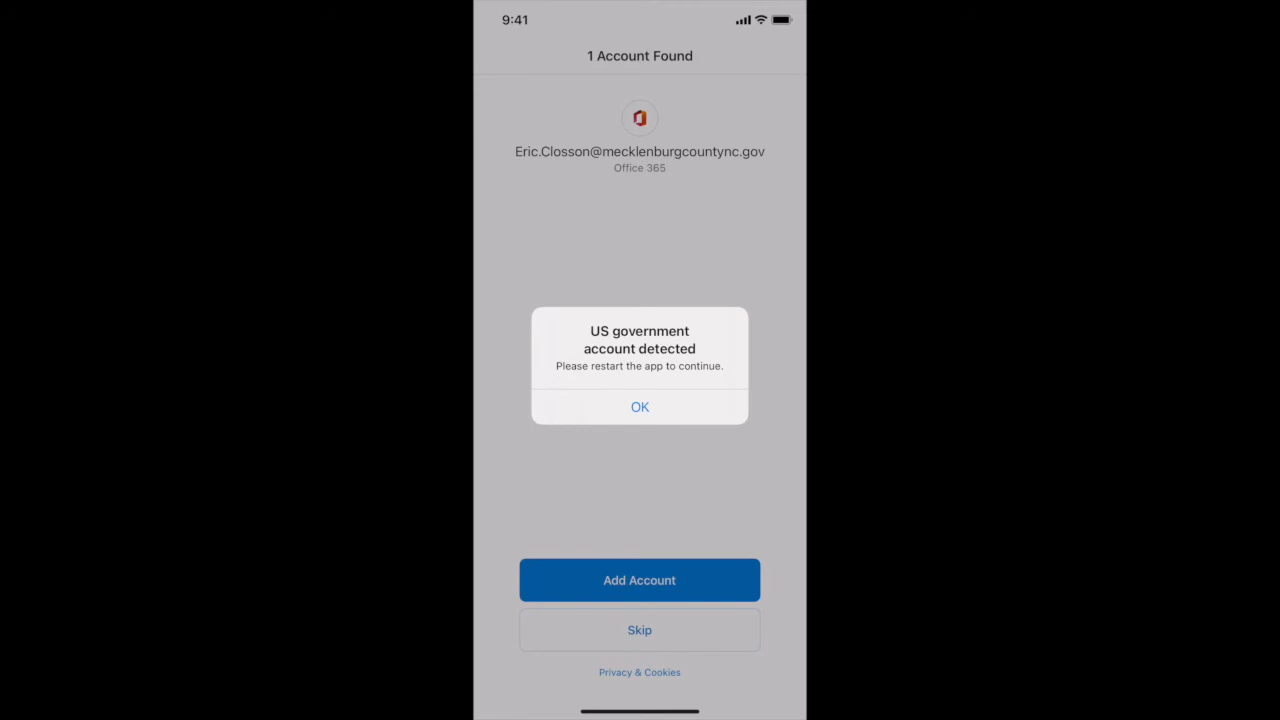 9:41
1 Account Found
Eric.Closson@mecklenburgcountync.gov
Office 365
US government
account detected
Please restart the app to continue.
OK
Add Account
Skip
Privacy & Cookies